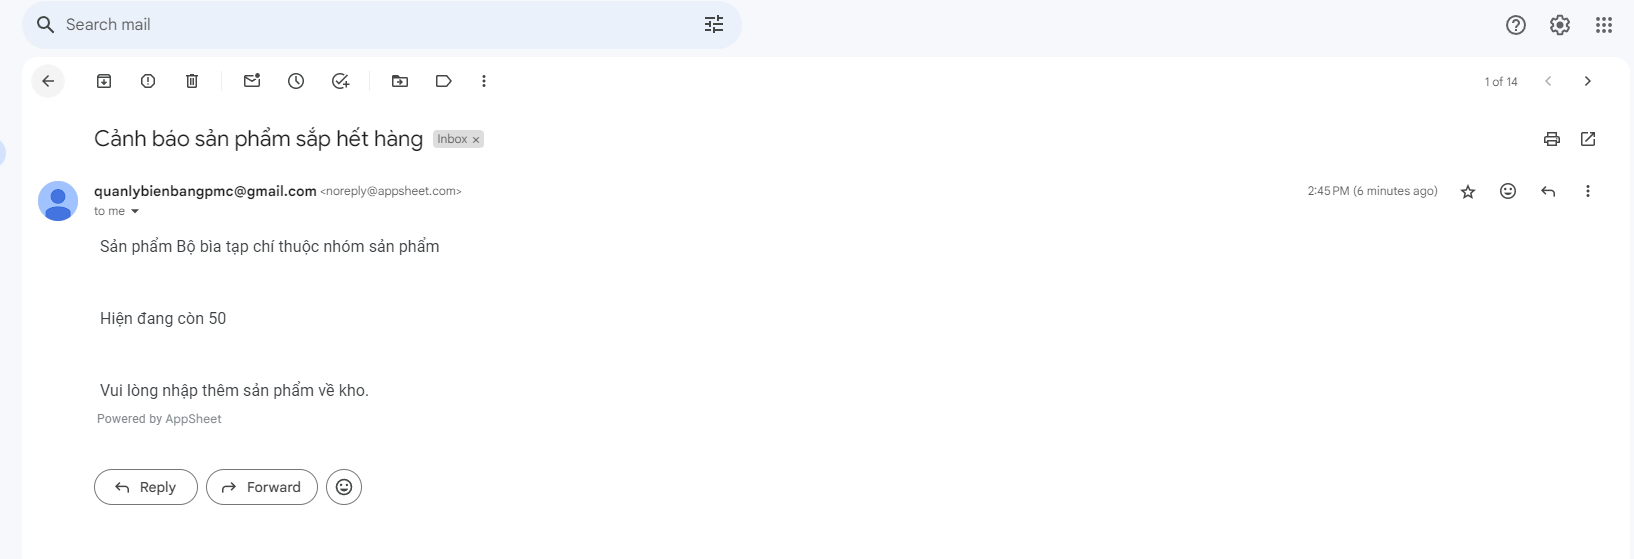 Search mail
1 of 14
Cảnh báo sản phẩm sắp hết hàng Inbox ×
quanlybienbangpmc@gmail.com <noreply@appsheet.com> 2:45 PM (6 minutes ago)
to me
Sản phẩm Bộ bìa tạp chí thuộc nhóm sản phẩm
Hiện đang còn 50
Vui lòng nhập thêm sản phẩm về kho.
Powered by AppSheet
Reply Forward